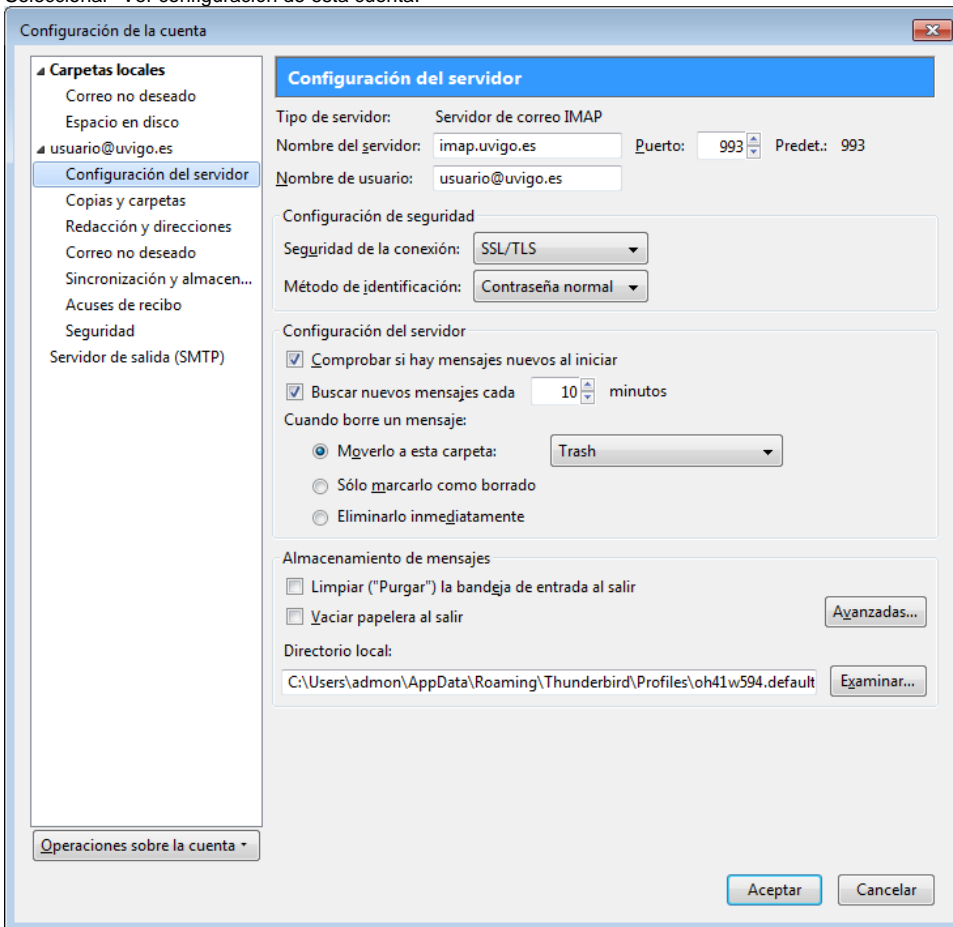 Seleccionar "Ver configuración de esta cuenta.
Configuración de la cuenta
Carpetas locales
Correo no deseado
Espacio en disco
usuario@uvigo.es
Configuración del servidor
Copias y carpetas
Redacción y direcciones
Correo no deseado
Sincronización y almacen...
Acuses de recibo
Seguridad
Servidor de salida (SMTP)
Operaciones sobre la cuenta
Configuración del servidor
Tipo de servidor: Servidor de correo IMAP
Nombre del servidor: imap.uvigo.es Puerto: 993 Predet.: 993
Nombre de usuario: usuario@uvigo.es
Configuración de seguridad
Seguridad de la conexión: SSL/TLS
Método de identificación: Contraseña normal
Configuración del servidor
Comprobar si hay mensajes nuevos al iniciar
Buscar nuevos mensajes cada 10 minutos
Cuando borre un mensaje:
Moverlo a esta carpeta: Trash
Sólo marcarlo como borrado
Eliminarlo inmediatamente
Almacenamiento de mensajes
Limpiar ("Purgar") la bandeja de entrada al salir
Vaciar papelera al salir
Avanzadas...
Directorio local:
C:\Users\admon\AppData\Roaming\Thunderbird\Profiles\oh41w594.default Examinar...
Aceptar Cancelar